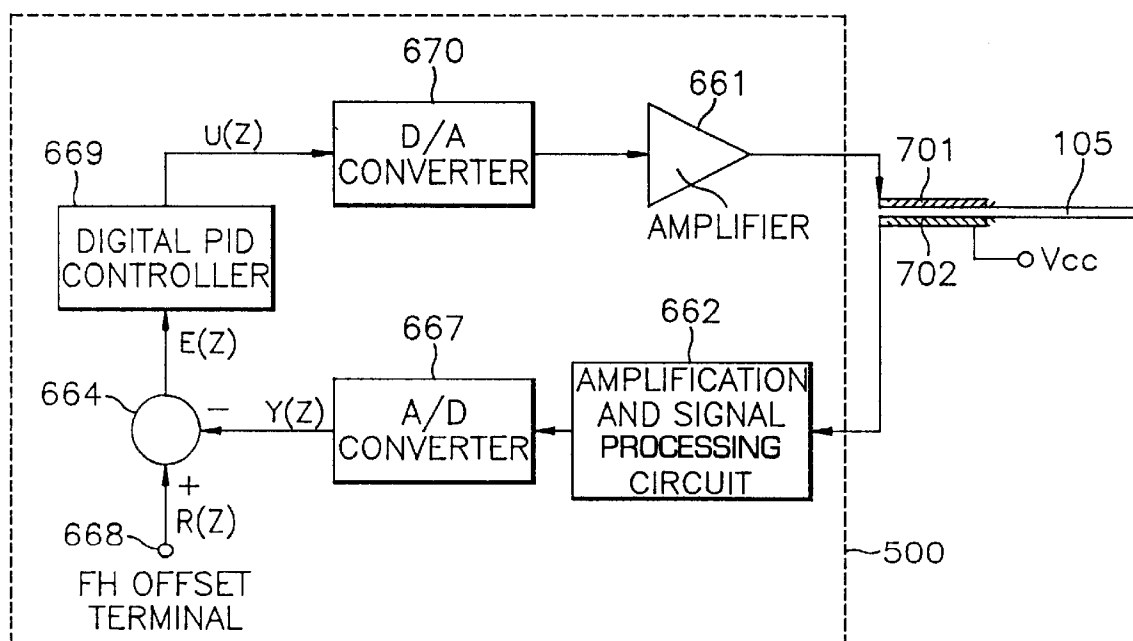 670
661
U(Z)
D/A
CONVERTER
669
701
105
AMPLIFIER
DIGITAL PID
CONTROLLER
702
Vcc
E(Z)
667
662
664
−
Y(Z)
A/D
CONVERTER
AMPLIFICATION
AND SIGNAL
PROCESSING
CIRCUIT
+
R(Z)
668
500
FH OFFSET
TERMINAL